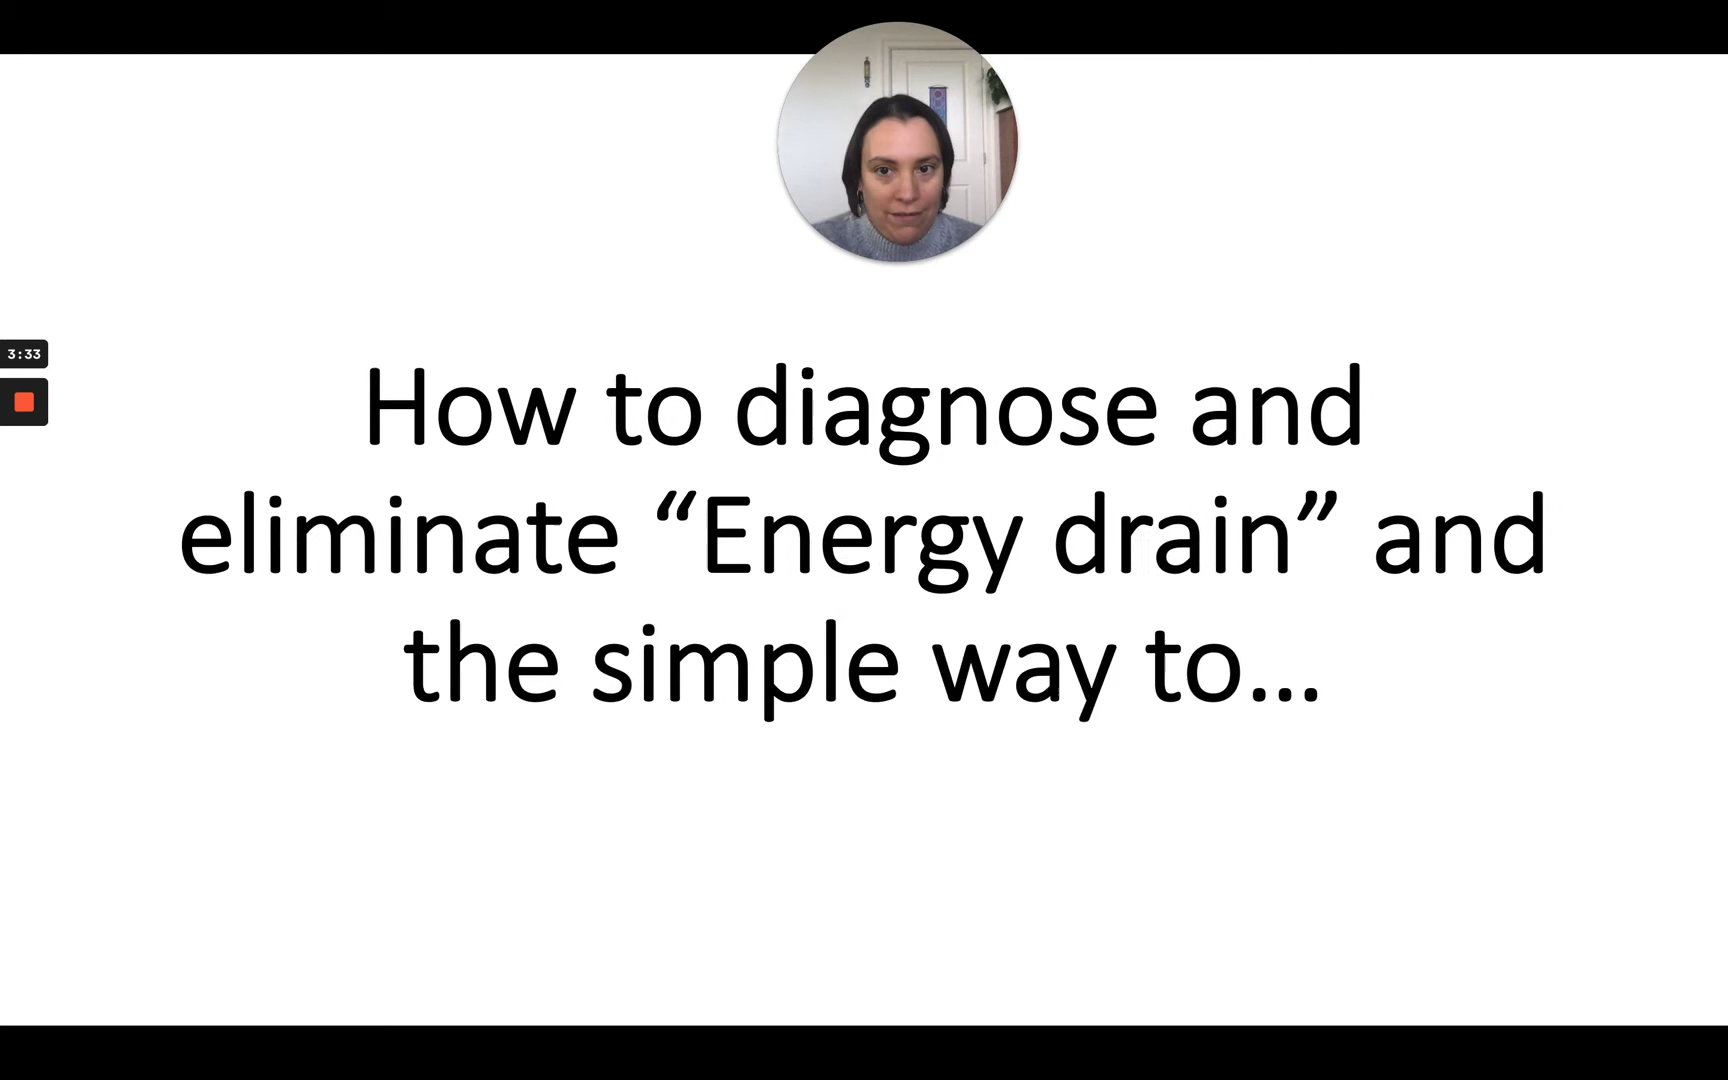 3:33
How to diagnose and
eliminate “Energy drain” and
the simple way to...